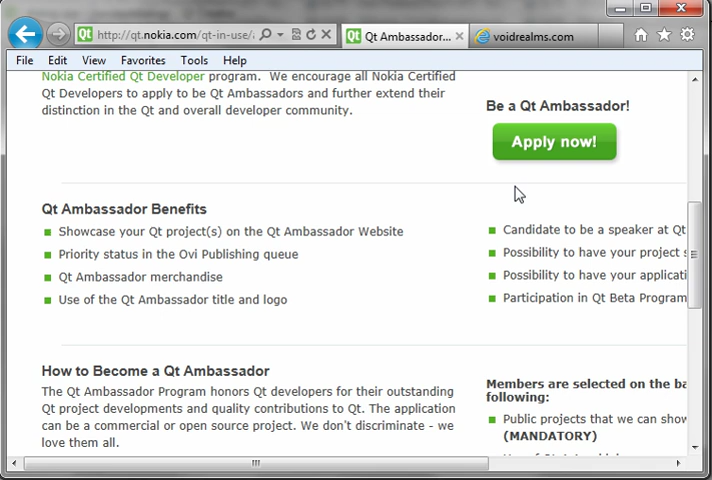 http://qt.nokia.com/qt-in-use/
Qt Ambassador...
voidrealms.com
File Edit View Favorites Tools Help
Nokia Certified Qt Developer program. We encourage all Nokia Certified
Qt Developers to apply to be Qt Ambassadors and further extend their
distinction in the Qt and overall developer community.
Be a Qt Ambassador!
Apply now!
Qt Ambassador Benefits
Showcase your Qt project(s) on the Qt Ambassador Website
Priority status in the Ovi Publishing queue
Qt Ambassador merchandise
Use of the Qt Ambassador title and logo
Candidate to be a speaker at Qt
Possibility to have your project
Possibility to have your applicati
Participation in Qt Beta Program
How to Become a Qt Ambassador
The Qt Ambassador Program honors Qt developers for their outstanding
Qt project developments and quality contributions to Qt. The application
can be a commercial or open source project. We don't discriminate - we
love them all.
Members are selected on the ba
following:
Public projects that we can show
(MANDATORY)